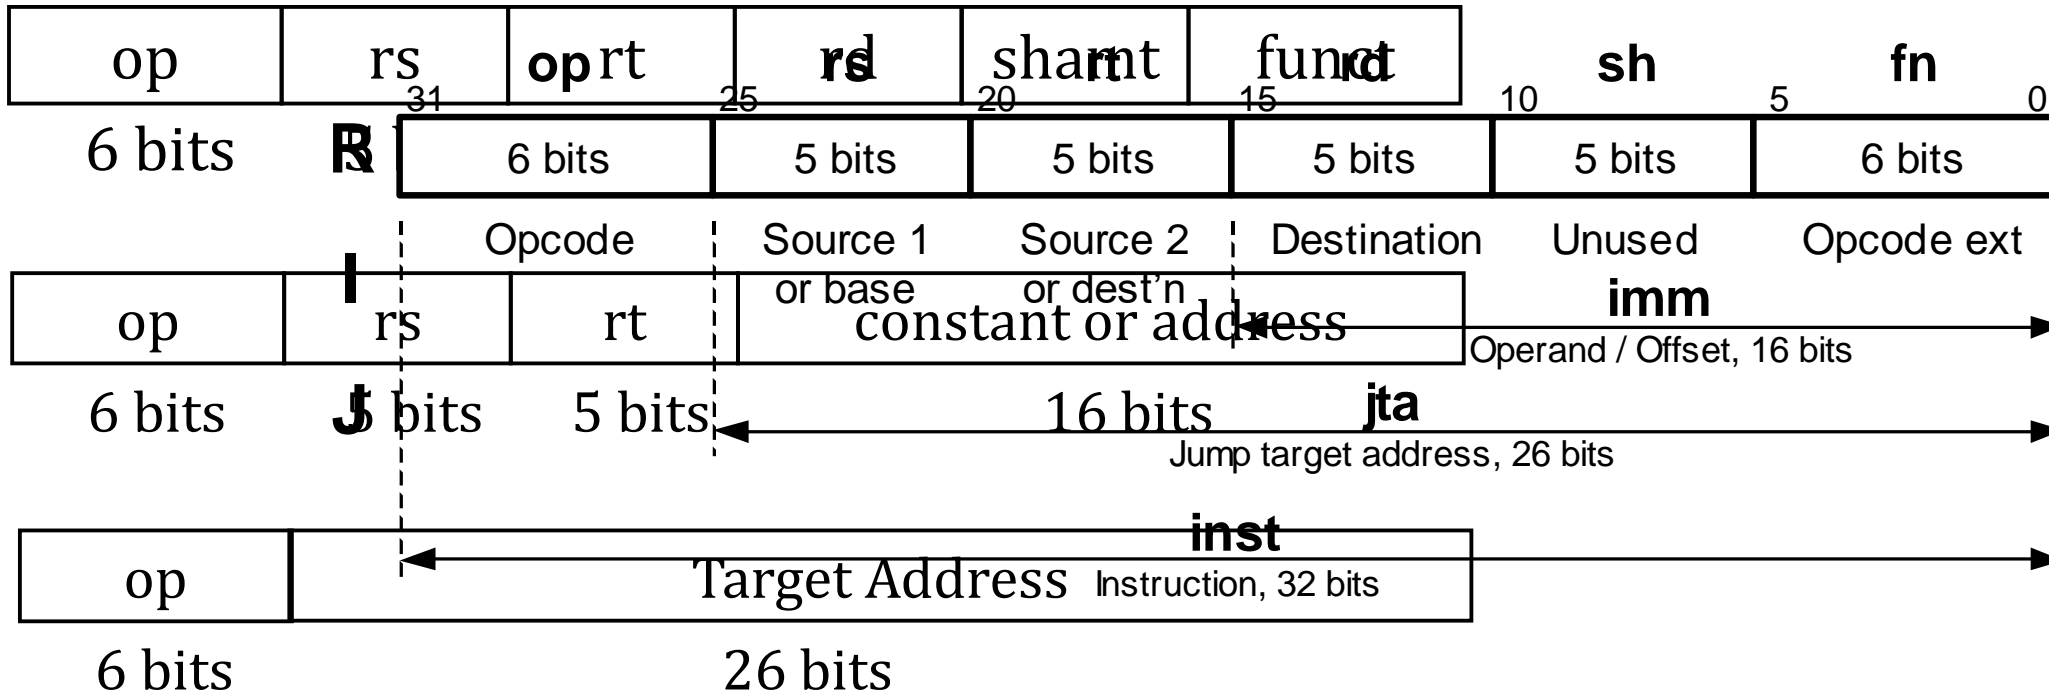 op rs rt rd shamt funct
op rs rt rd sh fn
31 25 20 15 10 5 0
6 bits 5
R 6 bits 5 bits 5 bits 5 bits 5 bits 6 bits
Opcode Source 1 Source 2 Destination Unused Opcode ext
or base or dest'n
I imm
op rs rt constant or address
Operand / Offset, 16 bits
J jta
6 bits 5 bits 5 bits 16 bits
Jump target address, 26 bits
inst
op Target Address Instruction, 32 bits
6 bits 26 bits